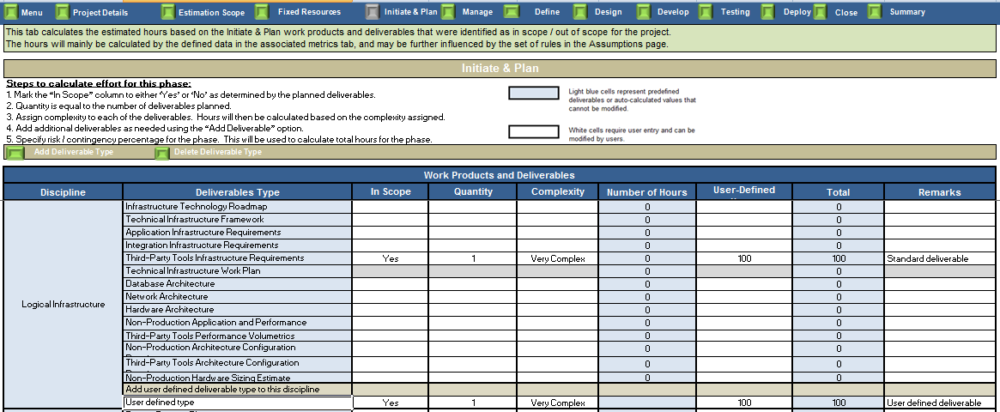 Menu Project Details Estimation Scope Fixed Resources Initiate & Plan Manage Define Design Develop Testing Deploy Close Summary
This tab calculates the estimated hours based on the Initiate & Plan work products and deliverables that were identified as in scope / out of scope for the project.
The hours will mainly be calculated by the defined data in the associated metrics tab, and may be further influenced by the set of rules in the Assumptions page.
Initiate & Plan
Steps to calculate effort for this phase:
1. Mark the "In Scope" column to either 'Yes' or 'No' as determined by the planned deliverables.
2. Quantity is equal to the number of deliverables planned.
3. Assign complexity to each of the deliverables. Hours will then be calculated based on the complexity assigned.
4. Add additional deliverables as needed using the "Add Deliverable" option.
5. Specify risk / contingency percentage for the phase. This will be used to calculate total hours for the phase.
Light blue cells represent predefined
deliverables or auto-calculated values that
cannot be modified.
White cells require user entry and can be
modified by users.
Add Deliverable Type Delete Deliverable Type
Work Products and Deliverables
Discipline Deliverables Type In Scope Quantity Complexity Number of Hours User-Defined Total Remarks
Infrastructure Technology Roadmap 0 0
Technical Infrastructure Framework 0 0
Application Infrastructure Requirements 0 0
Integration Infrastructure Requirements 0 0
Third-Party Tools Infrastructure Requirements Yes 1 Very Complex 0 100 100 Standard deliverable
Technical Infrastructure Work Plan 0 0
Database Architecture 0 0
Network Architecture 0 0
Logical Infrastructure
Hardware Architecture 0 0
Non-Production Application and Performance 0 0
Third-Party Tools Performance Volumetrics 0 0
Non-Production Architecture Configuration 0 0
Third-Party Tools Architecture Configuration 0 0
Non-Production Hardware Sizing Estimate 0 0
Add user defined deliverable type to this discipline
User defined type Yes 1 Very Complex 100 100 User defined deliverable